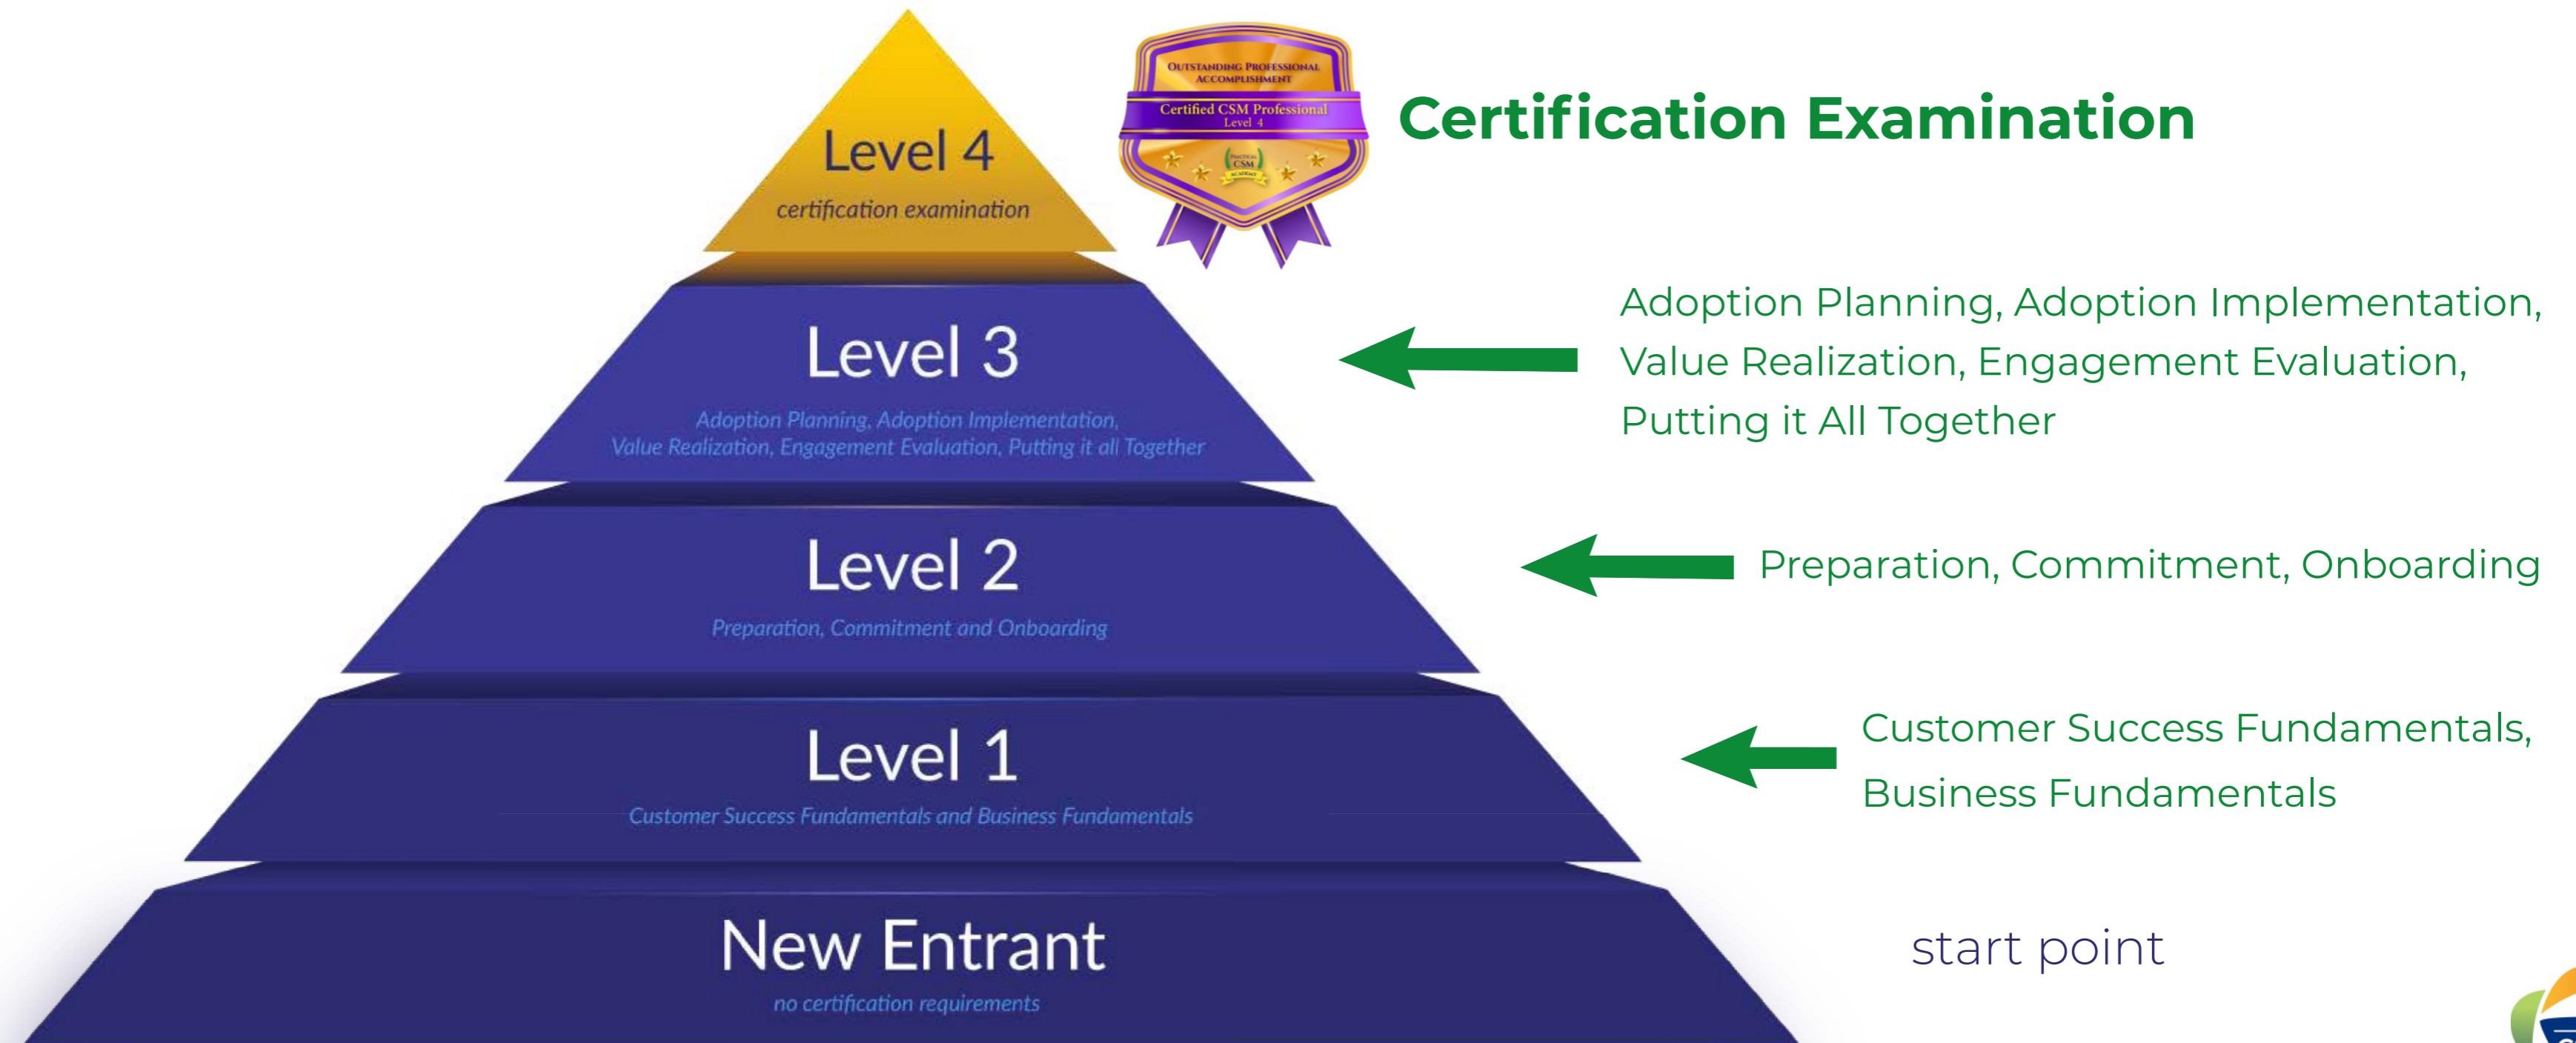 Level 4
certification examination
OUTSTANDING PROFESSIONAL
ACCOMPLISHMENT
Certified CSM Professional
Level 4
PRACTICAL
CSM
ACADEMY
Certification Examination
Level 3
Adoption Planning, Adoption Implementation,
Value Realization, Engagement Evaluation, Putting it all Together
Adoption Planning, Adoption Implementation,
Value Realization, Engagement Evaluation,
Putting it All Together
Level 2
Preparation, Commitment and Onboarding
Preparation, Commitment, Onboarding
Level 1
Customer Success Fundamentals and Business Fundamentals
Customer Success Fundamentals,
Business Fundamentals
New Entrant
no certification requirements
start point